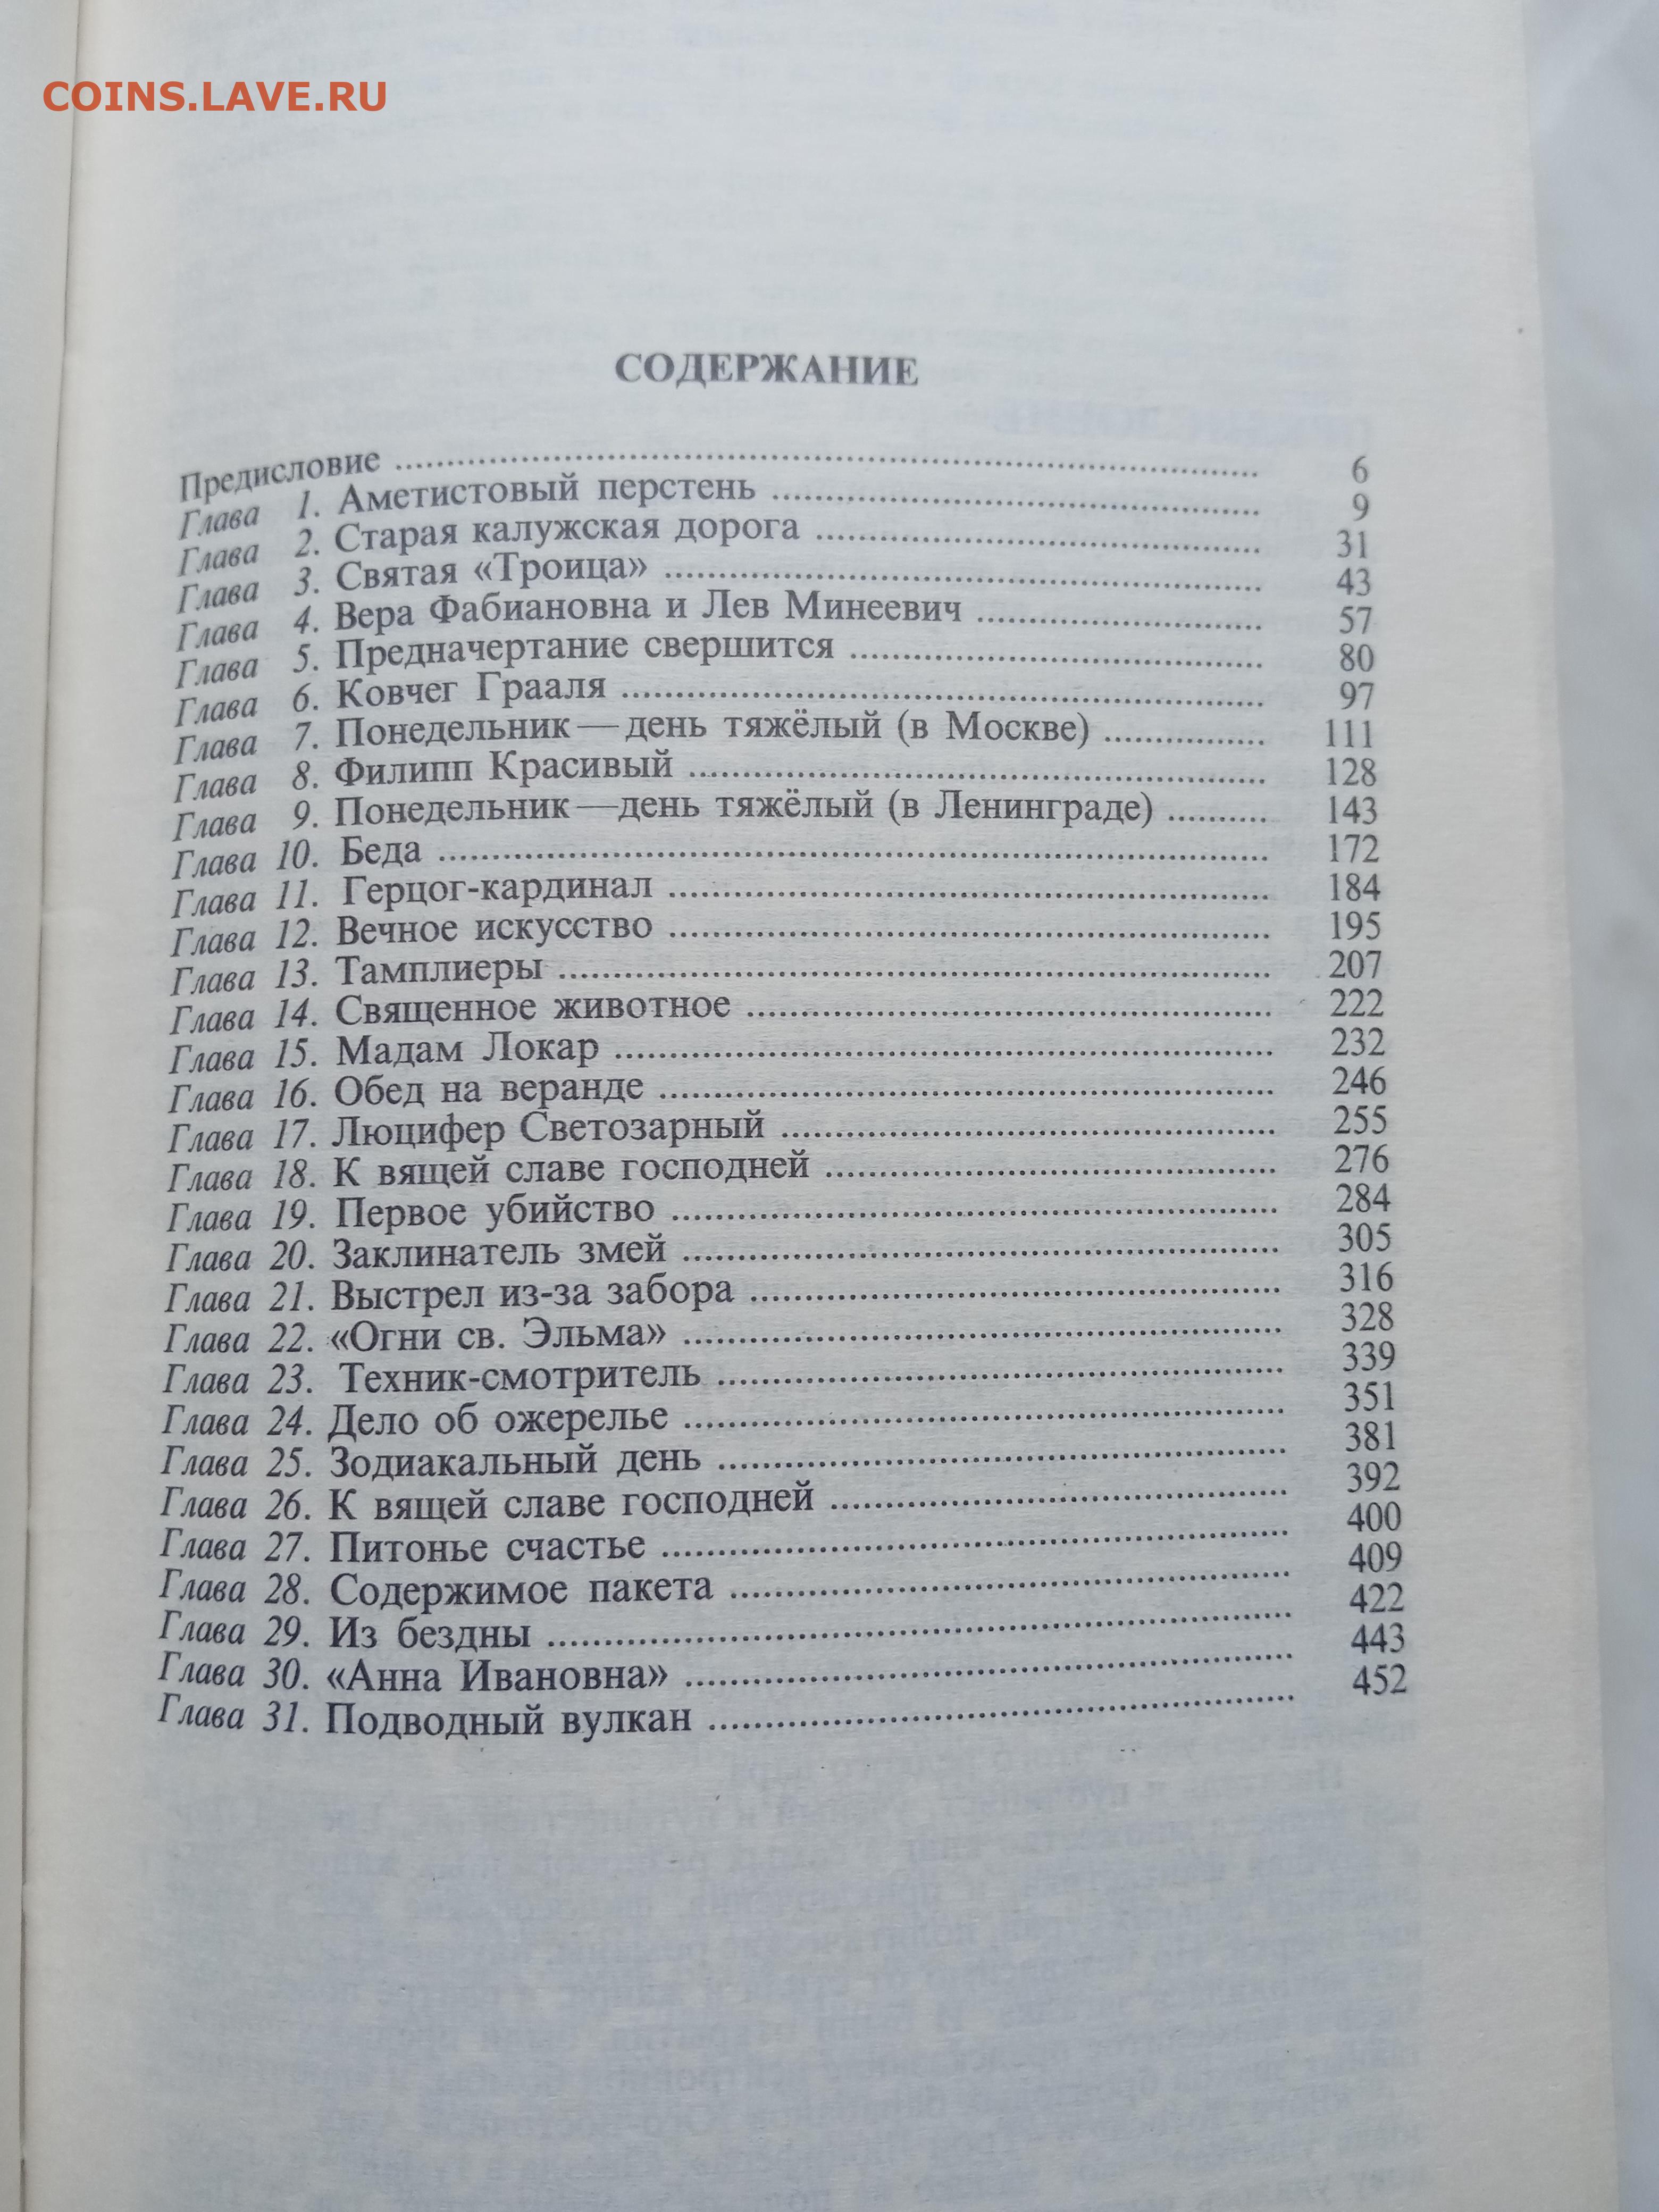 COINS.LAVE.RU
СОДЕРЖАНИЕ
Предисловие 6
Глава 1. Аметистовый перстень 9
Глава 2. Старая калужская дорога 31
Глава 3. Святая «Троица» 43
Глава 4. Вера Фабиановна и Лев Минеевич 57
Глава 5. Предначертание свершится 80
Глава 6. Ковчег Грааля 97
Глава 7. Понедельник — день тяжёлый (в Москве) 111
Глава 8. Филипп Красивый 128
Глава 9. Понедельник — день тяжёлый (в Ленинграде) 143
Глава 10. Беда 172
Глава 11. Герцог-кардинал 184
Глава 12. Вечное искусство 195
Глава 13. Тамплиеры 207
Глава 14. Священное животное 222
Глава 15. Мадам Локар 232
Глава 16. Обед на веранде 246
Глава 17. Люцифер Светозарный 255
Глава 18. К вящей славе господней 276
Глава 19. Первое убийство 284
Глава 20. Заклинатель змей 305
Глава 21. Выстрел из-за забора 316
Глава 22. «Огни св. Эльма» 328
Глава 23. Техник-смотритель 339
Глава 24. Дело об ожерелье 351
Глава 25. Зодиакальный день 381
Глава 26. К вящей славе господней 392
Глава 27. Питонье счастье 400
Глава 28. Содержимое пакета 409
Глава 29. Из бездны 422
Глава 30. «Анна Ивановна» 443
Глава 31. Подводный вулкан 452